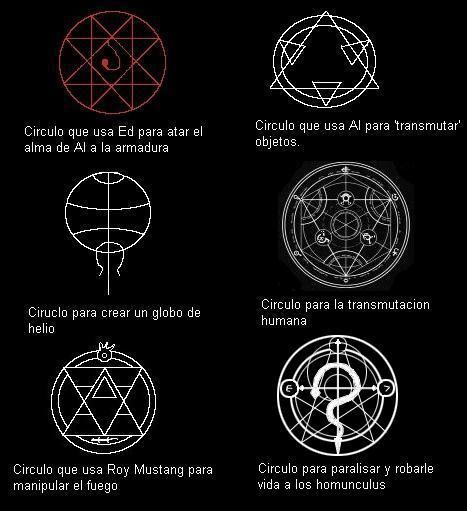 Circulo que usa Ed para atar el
alma de Al a la armadura
Circulo que usa Al para 'transmutar'
objetos.
Ciruclo para crear un globo de
helio
Circulo para la transmutacion
humana
Circulo que usa Roy Mustang para
manipular el fuego
Circulo para paralisar y robarle
vida a los homunculus